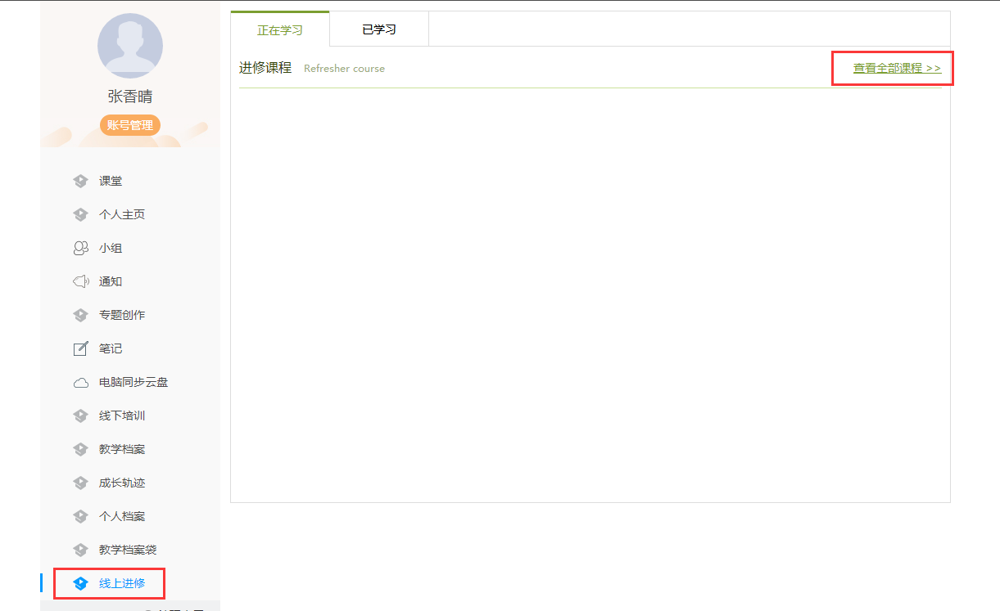 张香晴
账号管理
课堂
个人主页
小组
通知
专题创作
笔记
电脑同步云盘
线下培训
教学档案
成长轨迹
个人档案
教学档案袋
线上进修
正在学习
已学习
进修课程 Refresher course
查看全部课程 >>